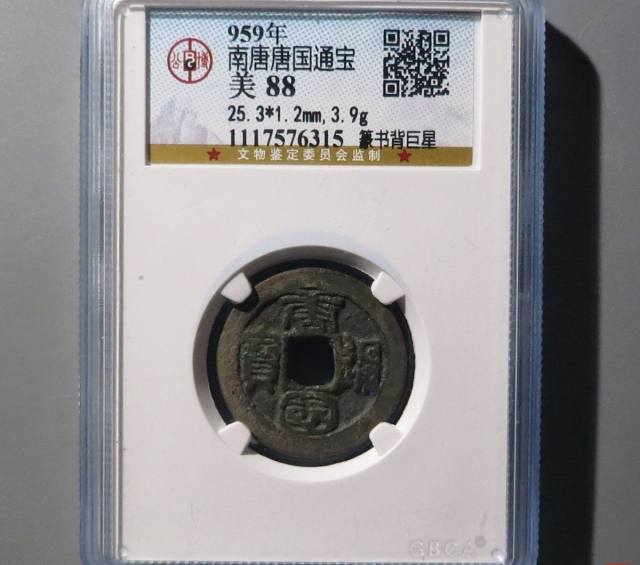 959年
南唐唐国通宝
美 88
25.3*1.2mm,3.9g
1117576315 篆书背巨星
★ 文物鉴定委员会监制 ★
公 博
唐
寶 通
國
GBCA